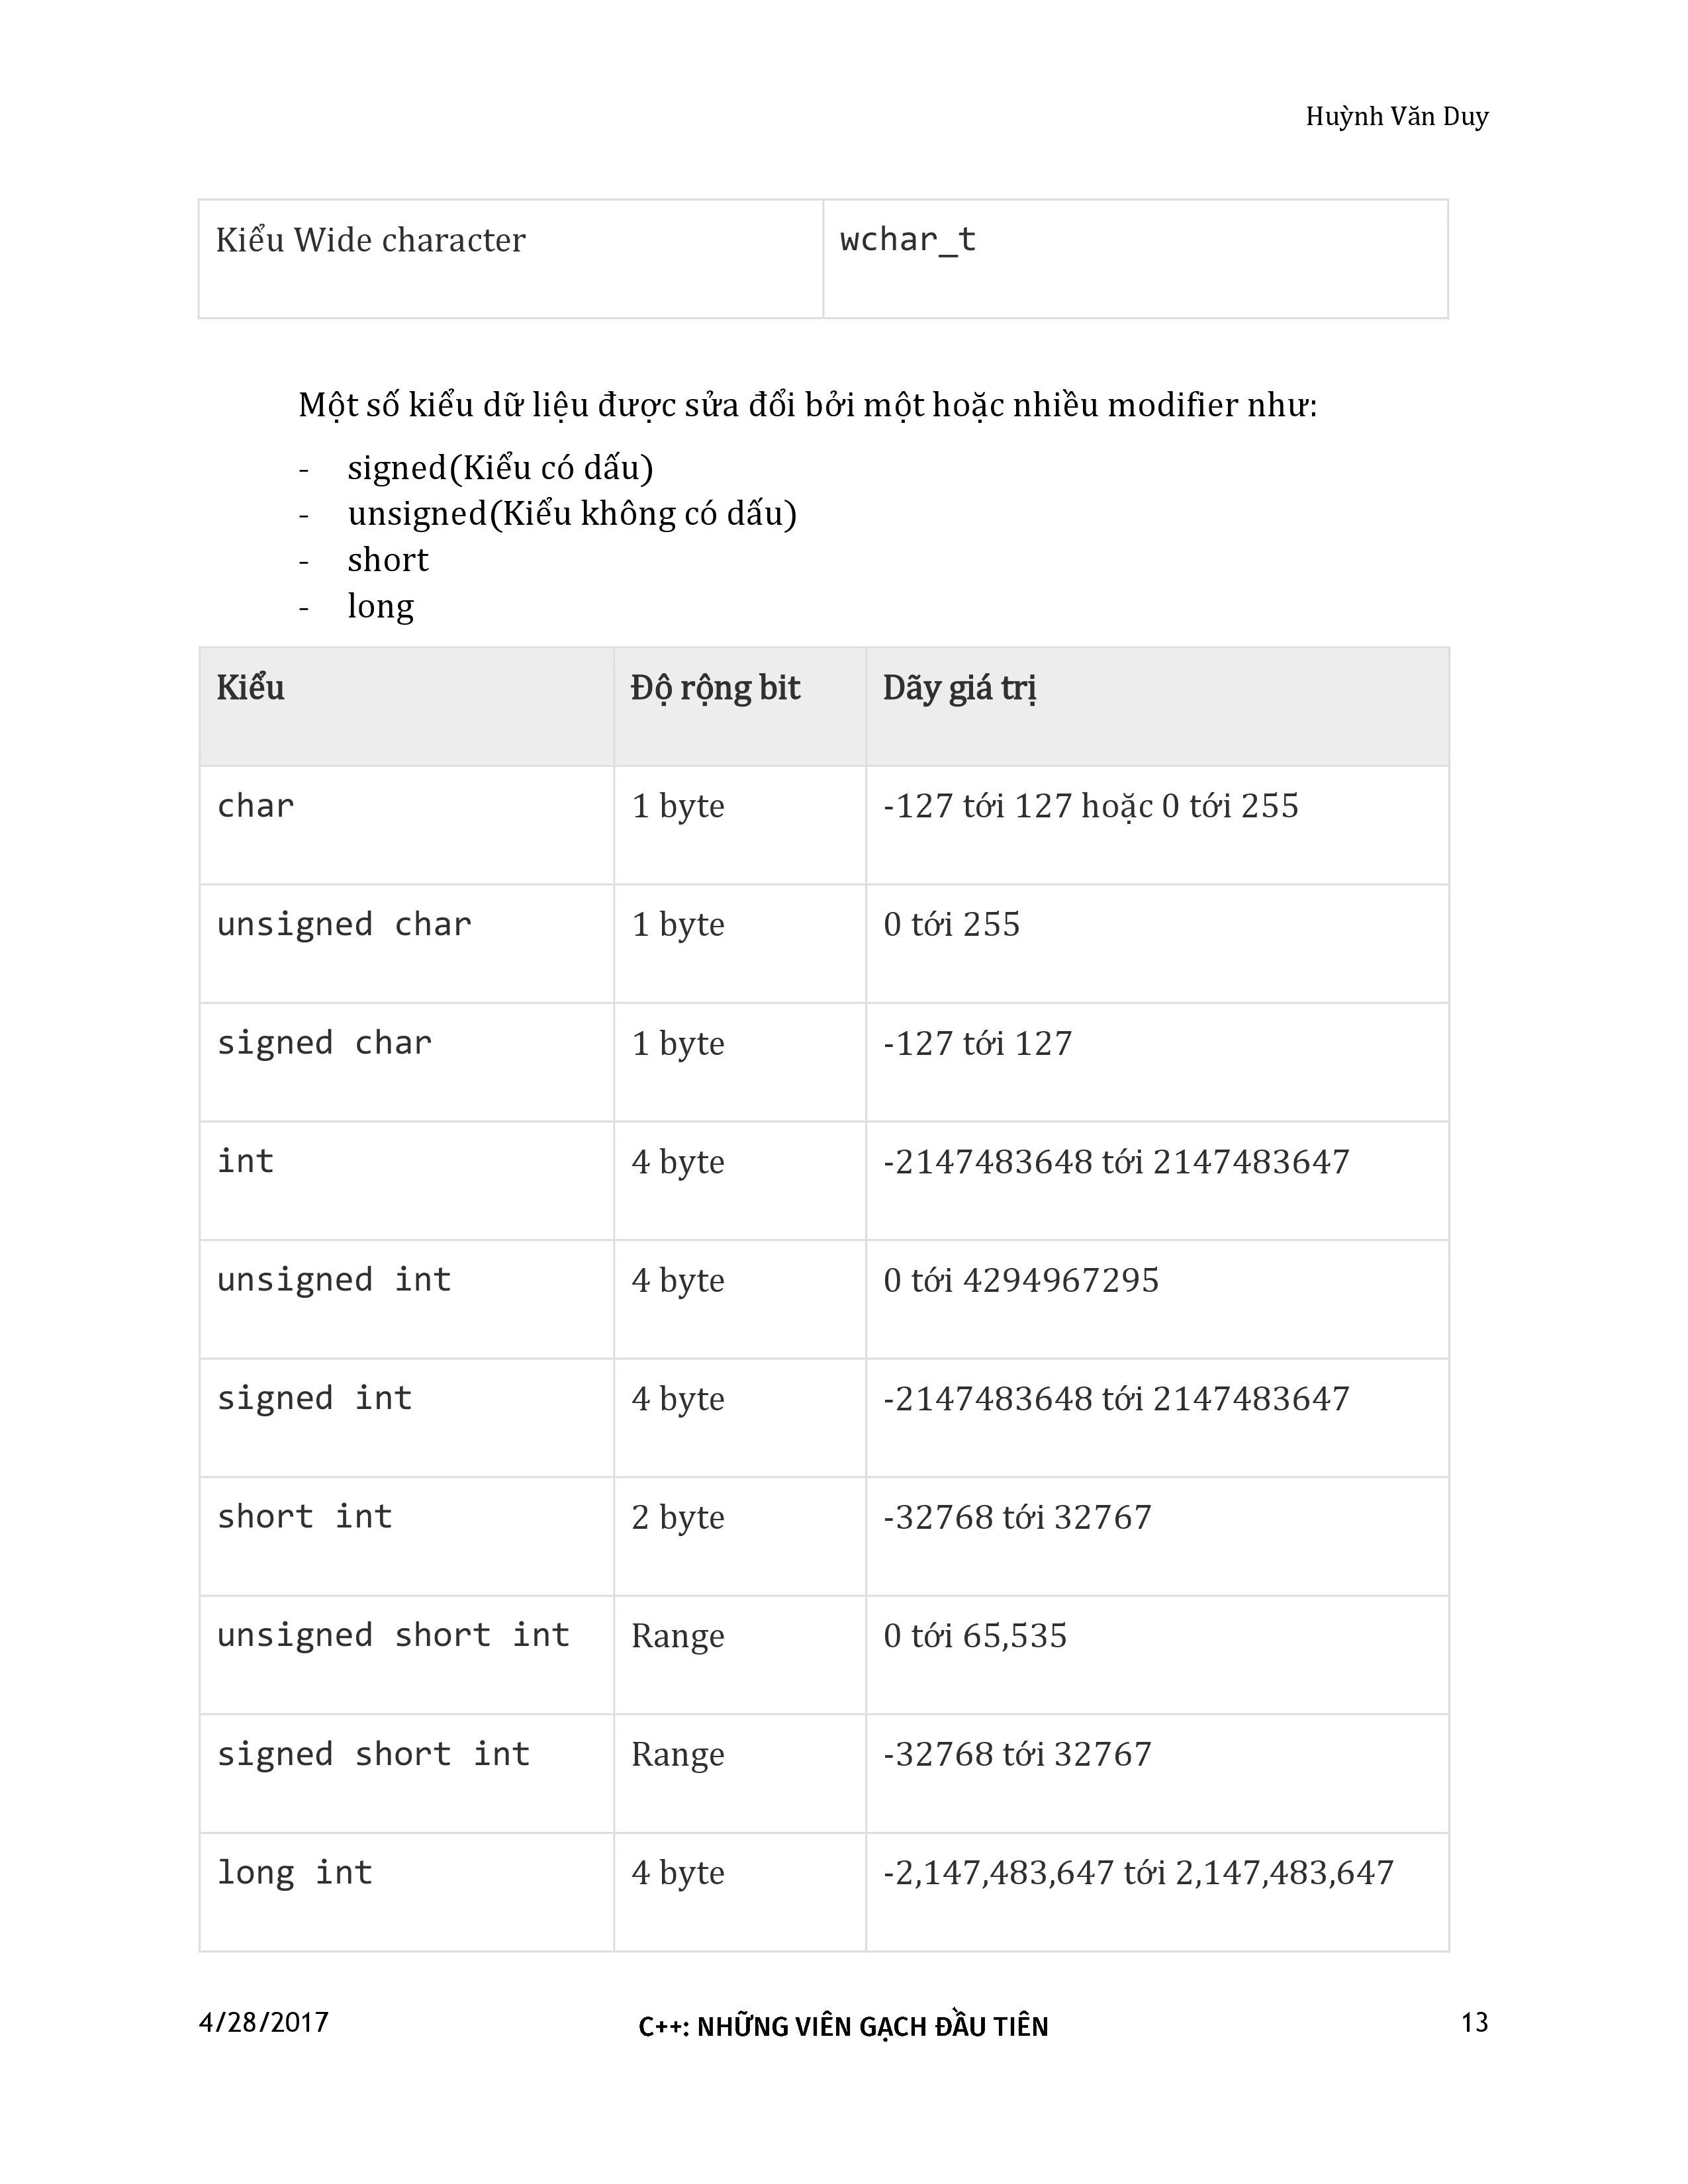 Huỳnh Văn Duy
Kiểu Wide character wchar_t
Một số kiểu dữ liệu được sửa đổi bởi một hoặc nhiều modifier như:
- signed(Kiểu có dấu)
- unsigned(Kiểu không có dấu)
- short
- long
Kiểu Độ rộng bit Dãy giá trị
char 1 byte -127 tới 127 hoặc 0 tới 255
unsigned char 1 byte 0 tới 255
signed char 1 byte -127 tới 127
int 4 byte -2147483648 tới 2147483647
unsigned int 4 byte 0 tới 4294967295
signed int 4 byte -2147483648 tới 2147483647
short int 2 byte -32768 tới 32767
unsigned short int Range 0 tới 65,535
signed short int Range -32768 tới 32767
long int 4 byte -2,147,483,647 tới 2,147,483,647
4/28/2017 C++: NHỮNG VIÊN GẠCH ĐẦU TIÊN 13